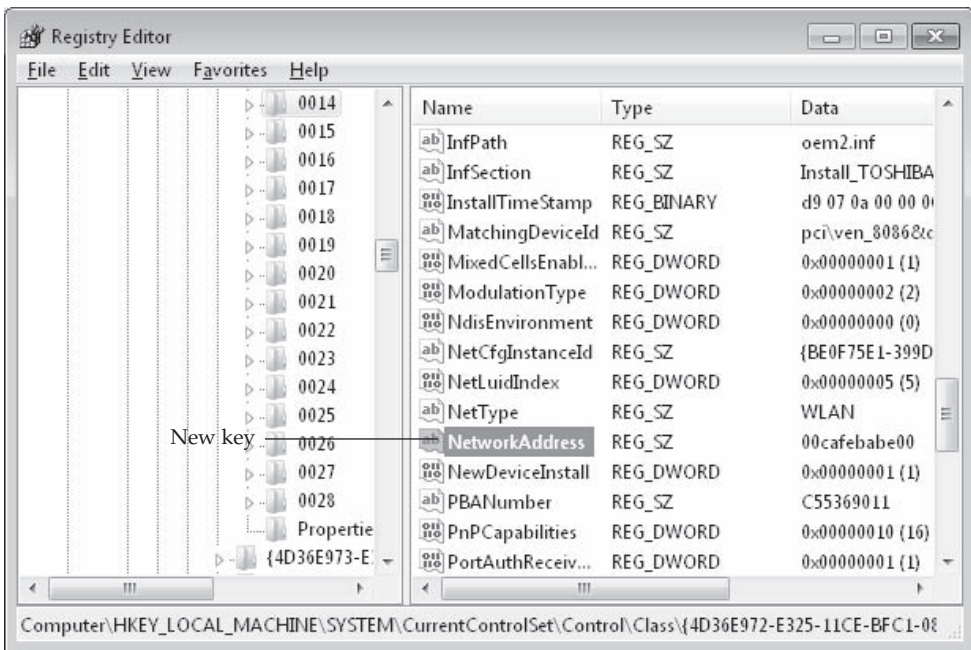 Registry Editor
File Edit View Favorites Help
0014
0015
0016
0017
0018
0019
0020
0021
0022
0023
0024
0025
0026
0027
0028
Propertie
{4D36E973-E
New key
Name Type Data
InfPath REG_SZ oem2.inf
InfSection REG_SZ Install_TOSHIBA
InstallTimeStamp REG_BINARY d9 07 0a 00 00 0
MatchingDeviceId REG_SZ pci\ven_8086&c
MixedCellsEnabl... REG_DWORD 0x00000001 (1)
ModulationType REG_DWORD 0x00000002 (2)
NdisEnvironment REG_DWORD 0x00000000 (0)
NetCfgInstanceId REG_SZ {BE0F75E1-399D
NetLuidIndex REG_DWORD 0x00000005 (5)
NetType REG_SZ WLAN
NetworkAddress REG_SZ 00cafebabe00
NewDeviceInstall REG_DWORD 0x00000001 (1)
PBANumber REG_SZ C55369011
PnPCapabilities REG_DWORD 0x00000010 (16)
PortAuthReceiv... REG_DWORD 0x00000001 (1)
Computer\HKEY_LOCAL_MACHINE\SYSTEM\CurrentControlSet\Control\Class\{4D36E972-E325-11CE-BFC1-08